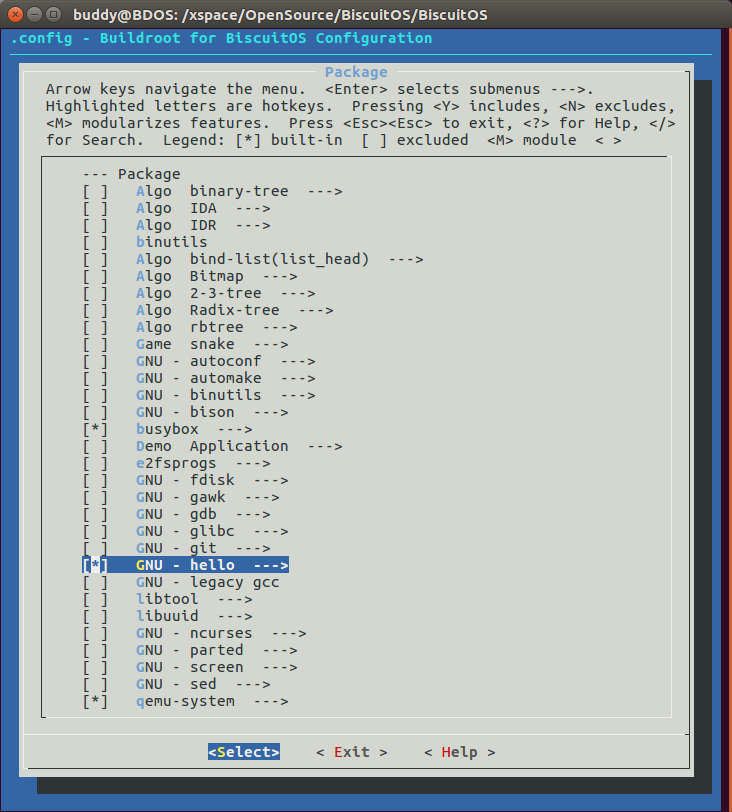 buddy@BDOS: /xspace/OpenSource/BiscuitOS/BiscuitOS
.config - Buildroot for BiscuitOS Configuration
Package
Arrow keys navigate the menu.  <Enter> selects submenus --->.
Highlighted letters are hotkeys.  Pressing <Y> includes, <N> excludes,
<M> modularizes features.  Press <Esc><Esc> to exit, <?> for Help, </>
for Search.  Legend: [*] built-in  [ ] excluded  <M> module  < >
--- Package
[ ]   Algo  binary-tree  --->
[ ]   Algo  IDA  --->
[ ]   Algo  IDR  --->
[ ]   binutils
[ ]   Algo  bind-list(list_head)  --->
[ ]   Algo  Bitmap  --->
[ ]   Algo  2-3-tree  --->
[ ]   Algo  Radix-tree  --->
[ ]   Algo  rbtree  --->
[ ]   Game  snake  --->
[ ]   GNU - autoconf  --->
[ ]   GNU - automake  --->
[ ]   GNU - binutils  --->
[ ]   GNU - bison  --->
[*]   busybox  --->
[ ]   Demo  Application  --->
[ ]   e2fsprogs  --->
[ ]   GNU - fdisk  --->
[ ]   GNU - gawk  --->
[ ]   GNU - gdb  --->
[ ]   GNU - glibc  --->
[ ]   GNU - git  --->
[*]   GNU - hello  --->
[ ]   GNU - legacy gcc
[ ]   libtool  --->
[ ]   libuuid  --->
[ ]   GNU - ncurses  --->
[ ]   GNU - parted  --->
[ ]   GNU - screen  --->
[ ]   GNU - sed  --->
[*]   qemu-system  --->
<Select>    < Exit >    < Help >